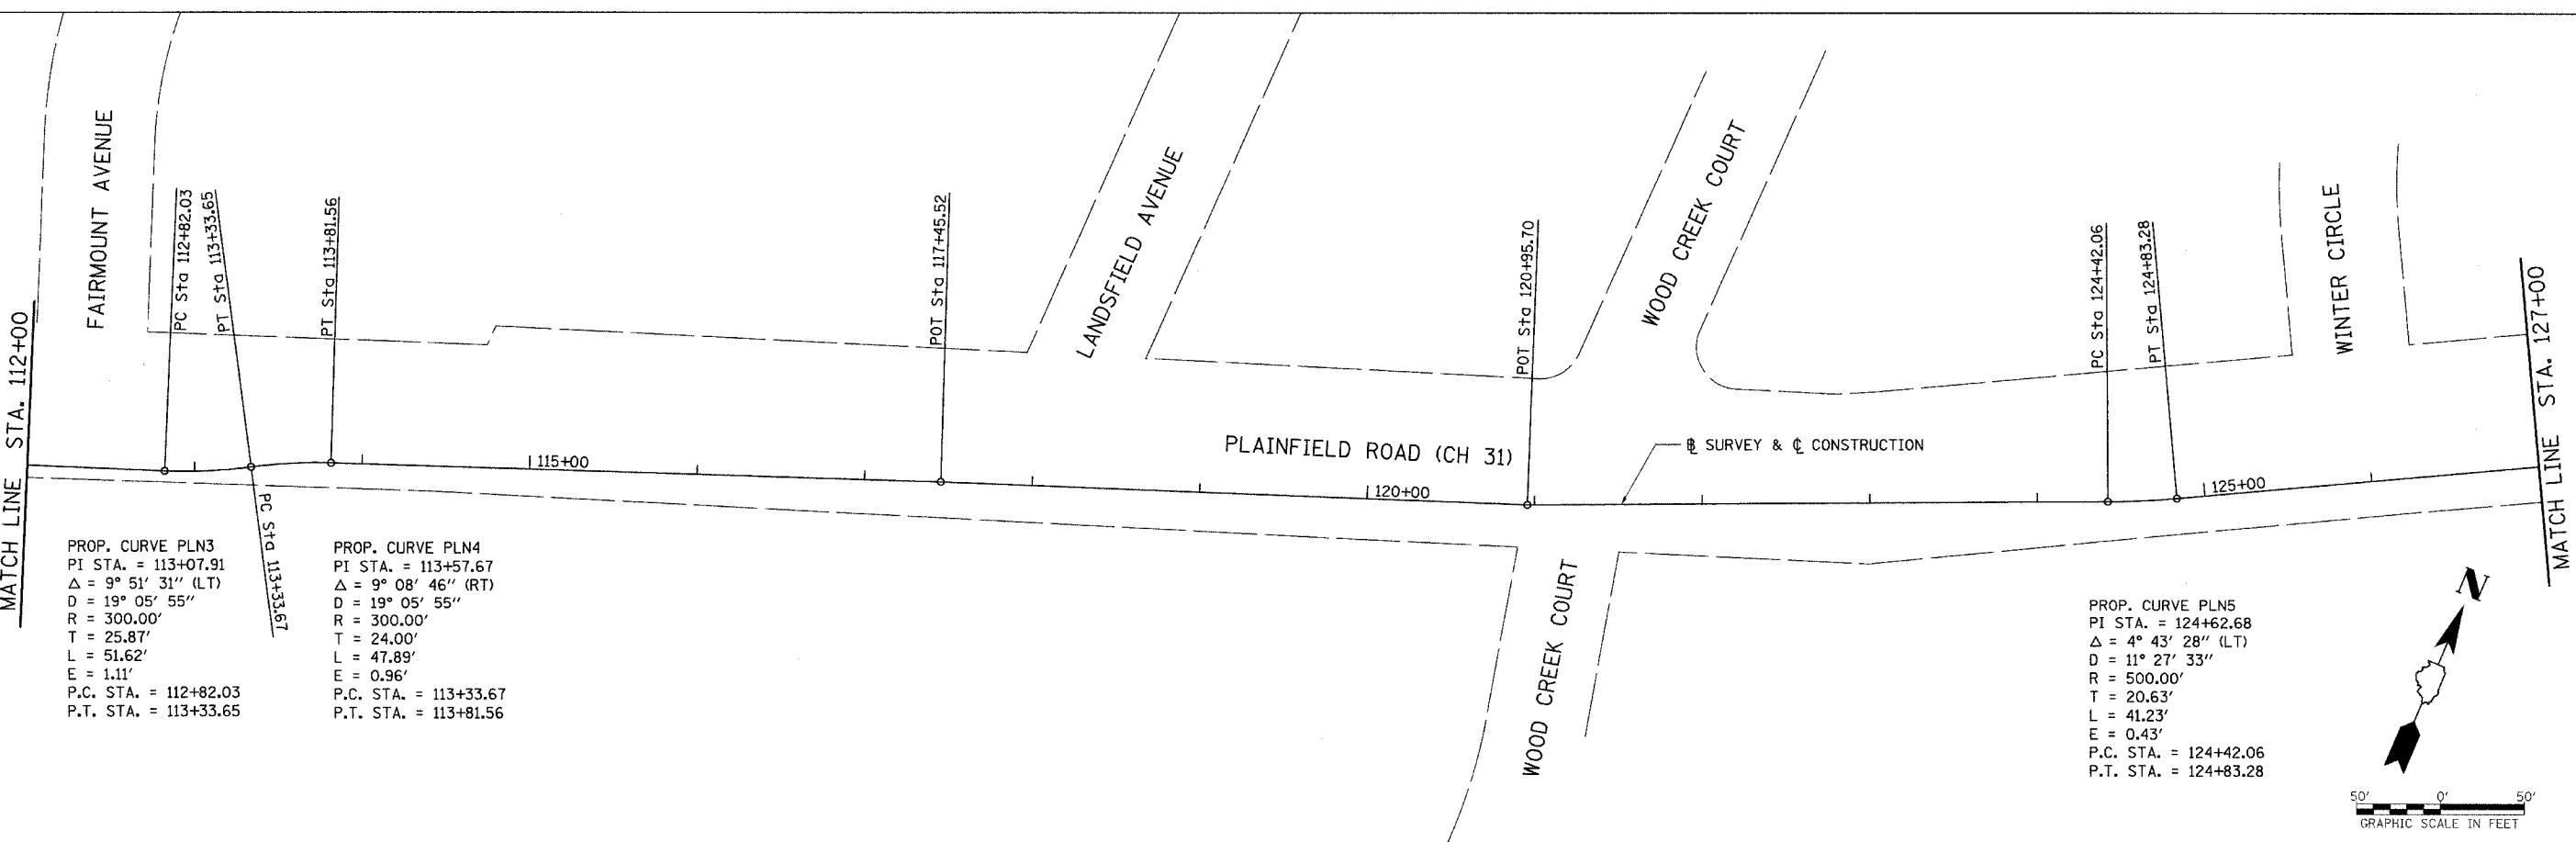 FAIRMOUNT AVENUE
PC Sta 112+82.03
PT Sta 113+33.65
PT Sta 113+81.56
POT Sta 117+45.52
LANDSFIELD AVENUE
POT Sta 120+95.70
WOOD CREEK COURT
PC Sta 124+42.06
PT Sta 124+83.28
WINTER CIRCLE
MATCH LINE STA. 112+00
MATCH LINE STA. 127+00
115+00
PLAINFIELD ROAD (CH 31)
℄ SURVEY & ℄ CONSTRUCTION
120+00
125+00
PC Sta 113+33.67
PROP. CURVE PLN3
PI STA. = 113+07.91
Δ = 9° 51' 31" (LT)
D = 19° 05' 55"
R = 300.00'
T = 25.87'
L = 51.62'
E = 1.11'
P.C. STA. = 112+82.03
P.T. STA. = 113+33.65
PROP. CURVE PLN4
PI STA. = 113+57.67
Δ = 9° 08' 46" (RT)
D = 19° 05' 55"
R = 300.00'
T = 24.00'
L = 47.89'
E = 0.96'
P.C. STA. = 113+33.67
P.T. STA. = 113+81.56
WOOD CREEK COURT
PROP. CURVE PLN5
PI STA. = 124+62.68
Δ = 4° 43' 28" (LT)
D = 11° 27' 33"
R = 500.00'
T = 20.63'
L = 41.23'
E = 0.43'
P.C. STA. = 124+42.06
P.T. STA. = 124+83.28
N
50' 0' 50'
GRAPHIC SCALE IN FEET